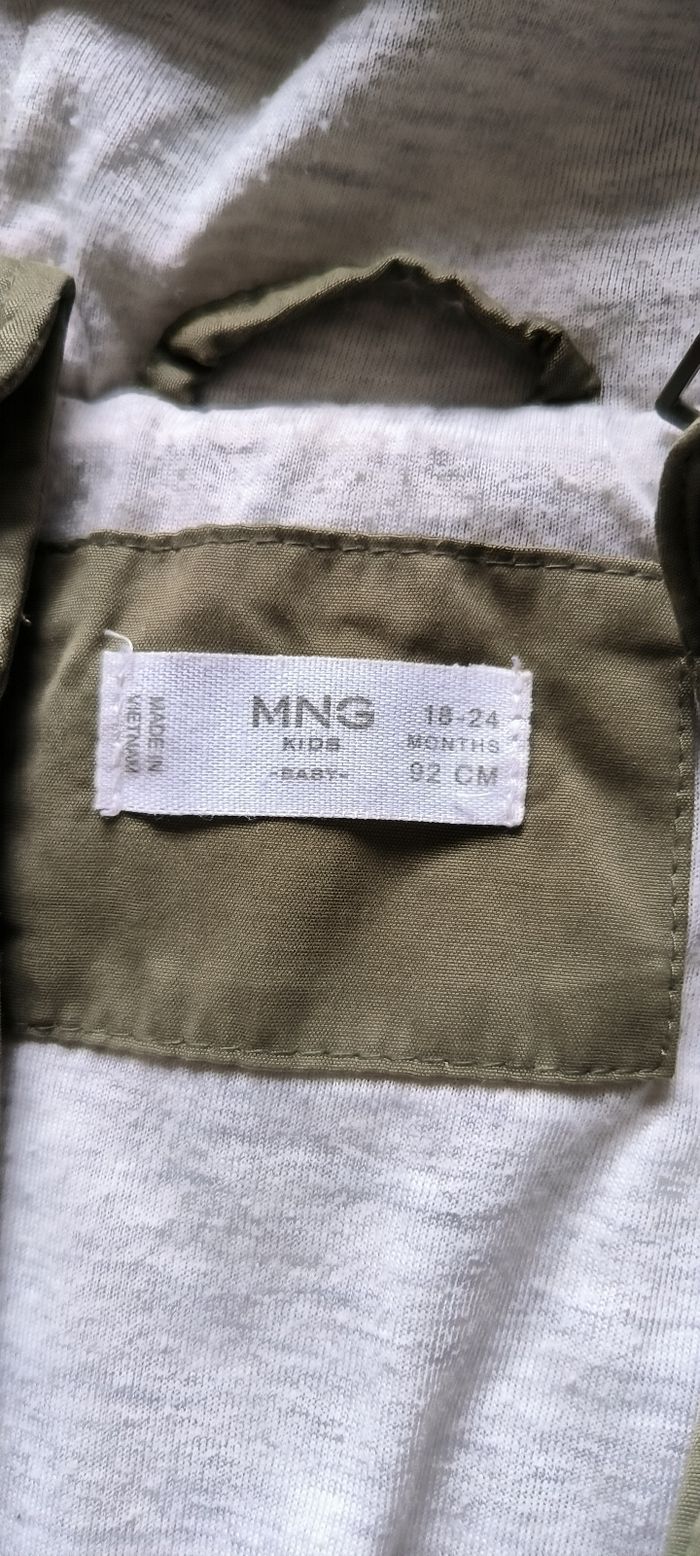 MADE IN
VIETNAM
MNG
KIDS
-BABY-
18-24
MONTHS
92 CM